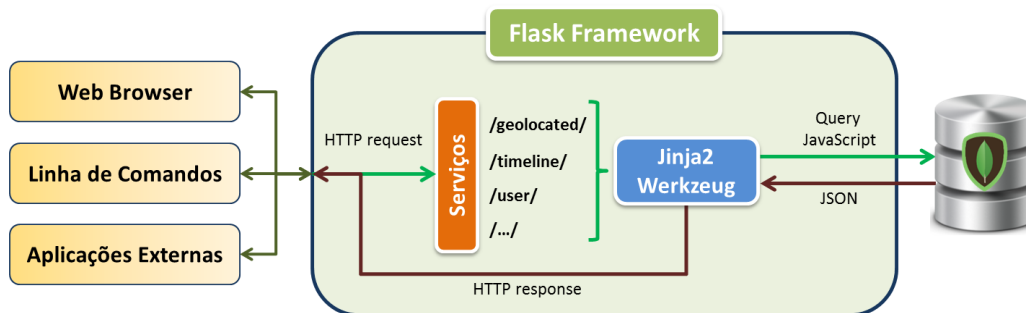 Flask Framework
Web Browser
Linha de Comandos
Aplicações Externas
HTTP request
Serviços
/geolocated/
/timeline/
/user/
/.../
Jinja2
Werkzeug
Query
JavaScript
JSON
HTTP response